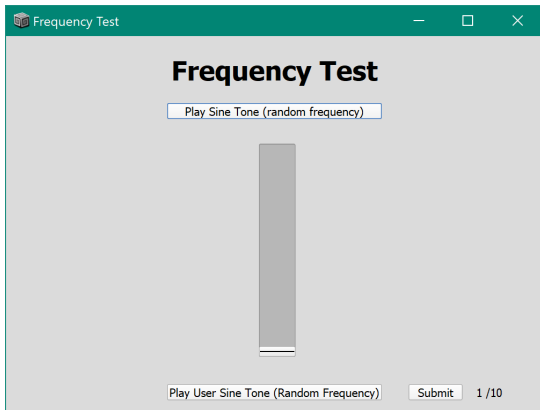 Frequency Test
Frequency Test
Play Sine Tone (random frequency)
Play User Sine Tone (Random Frequency)
Submit
1 /10